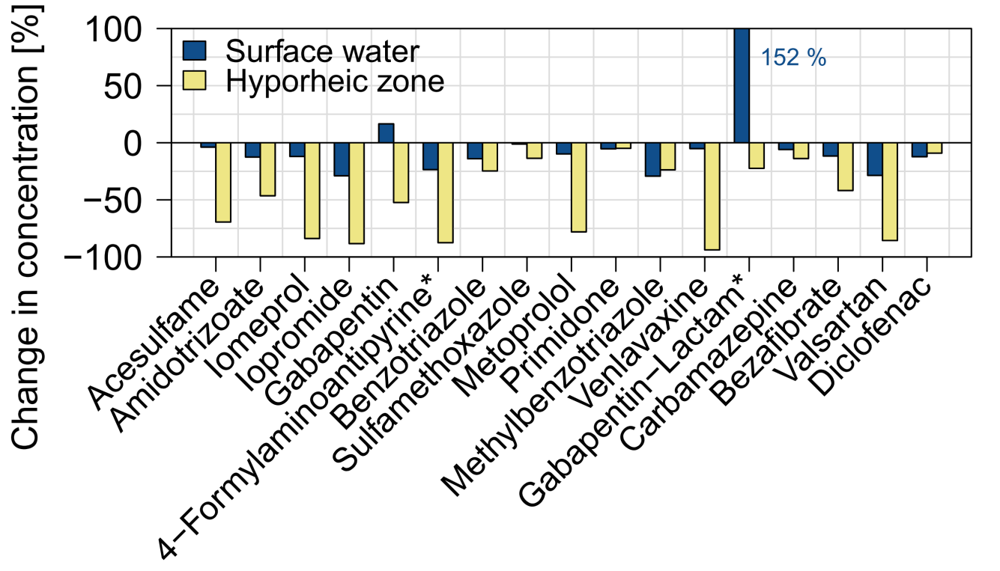 Change in concentration [%]
100
50
0
−50
−100
Surface water
Hyporheic zone
152 %
Acesulfame
Amidotrizoate
Iomeprol
Iopromide
Gabapentin
4−Formylaminoantipyrine*
Benzotriazole
Sulfamethoxazole
Metoprolol
Primidone
Methylbenzotriazole
Venlavaxine
Gabapentin−Lactam*
Carbamazepine
Bezafibrate
Valsartan
Diclofenac